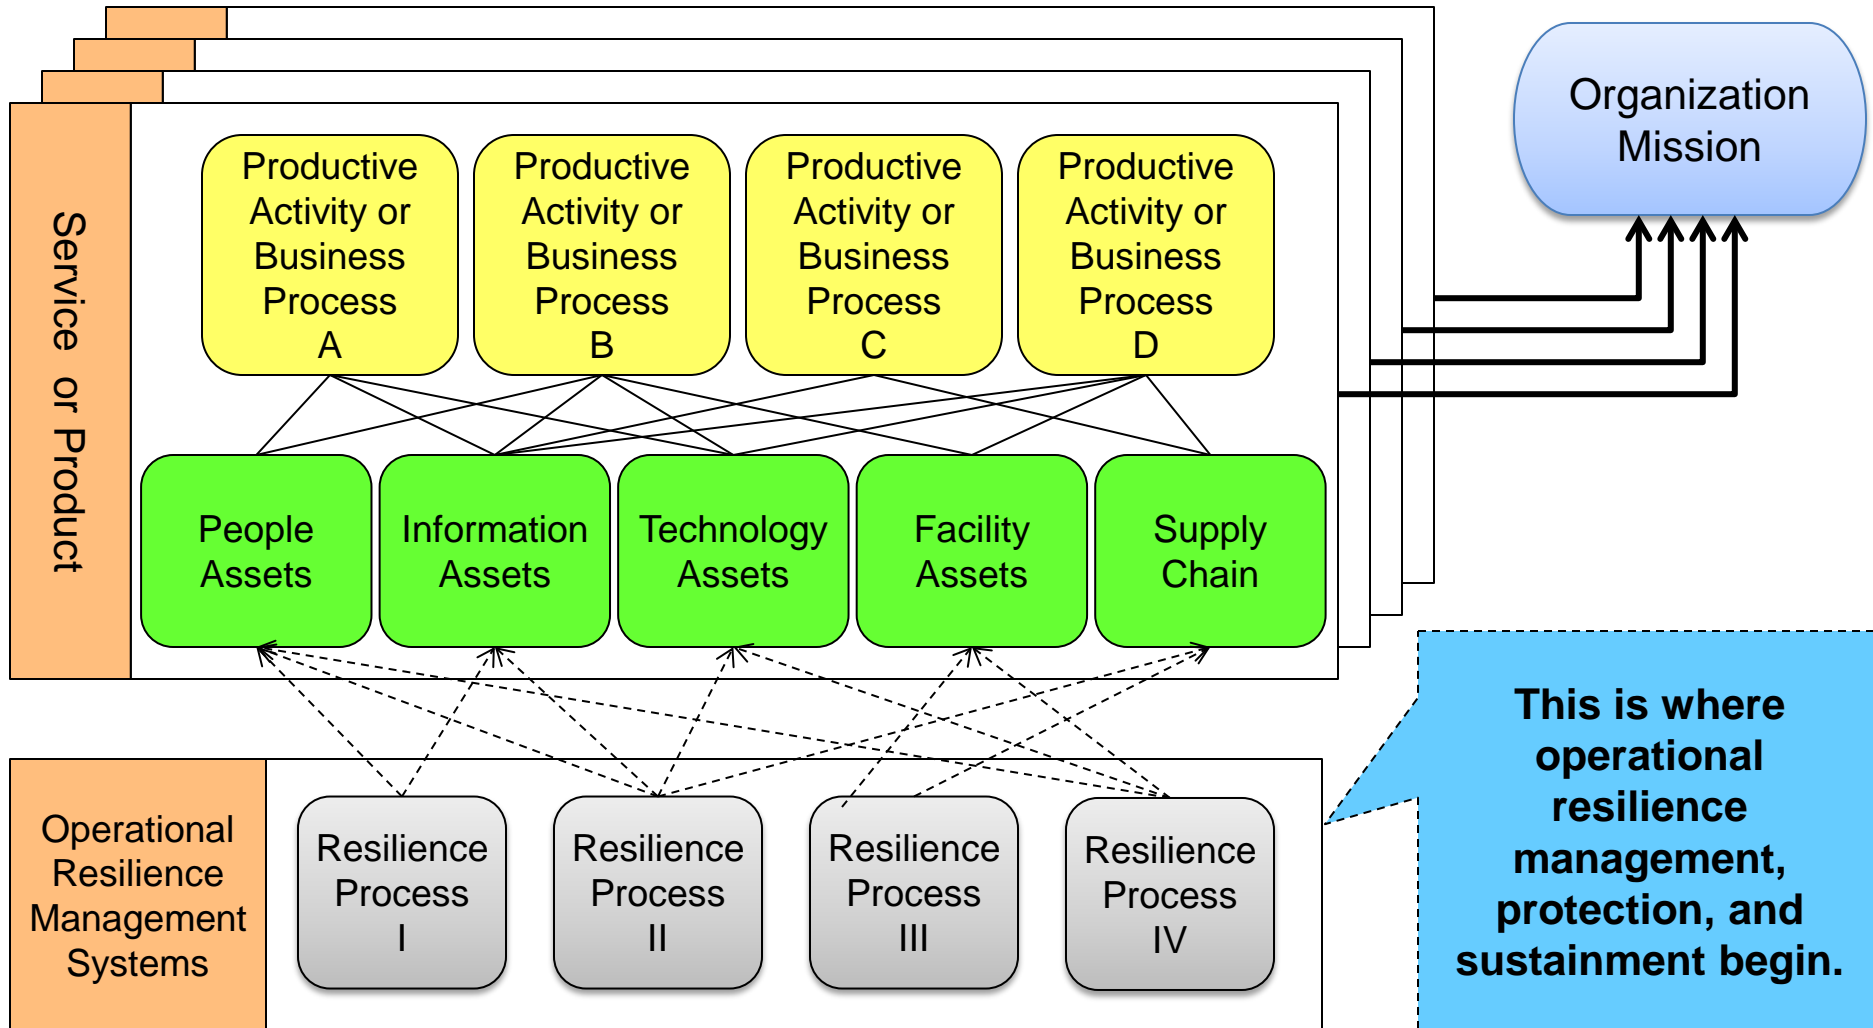 Organization
Mission
Service or Product
Productive
Activity or
Business
Process
A
Productive
Activity or
Business
Process
B
Productive
Activity or
Business
Process
C
Productive
Activity or
Business
Process
D
People
Assets
Information
Assets
Technology
Assets
Facility
Assets
Supply
Chain
Operational
Resilience
Management
Systems
Resilience
Process
I
Resilience
Process
II
Resilience
Process
III
Resilience
Process
IV
This is where
operational
resilience
management,
protection, and
sustainment begin.